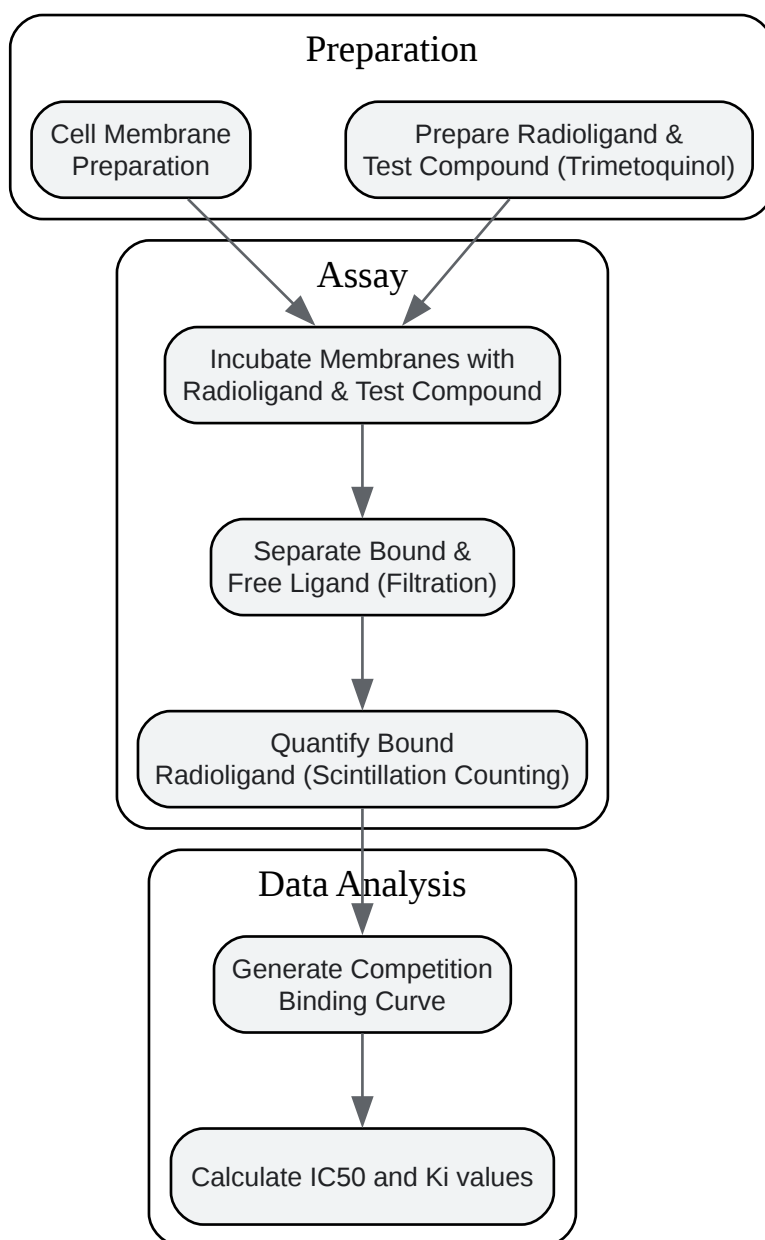 Preparation
Cell Membrane
Preparation
Prepare Radioligand &
Test Compound (Trimetoquinol)
Assay
Incubate Membranes with
Radioligand & Test Compound
Separate Bound &
Free Ligand (Filtration)
Quantify Bound
Radioligand (Scintillation Counting)
Data Analysis
Generate Competition
Binding Curve
Calculate IC50 and Ki values